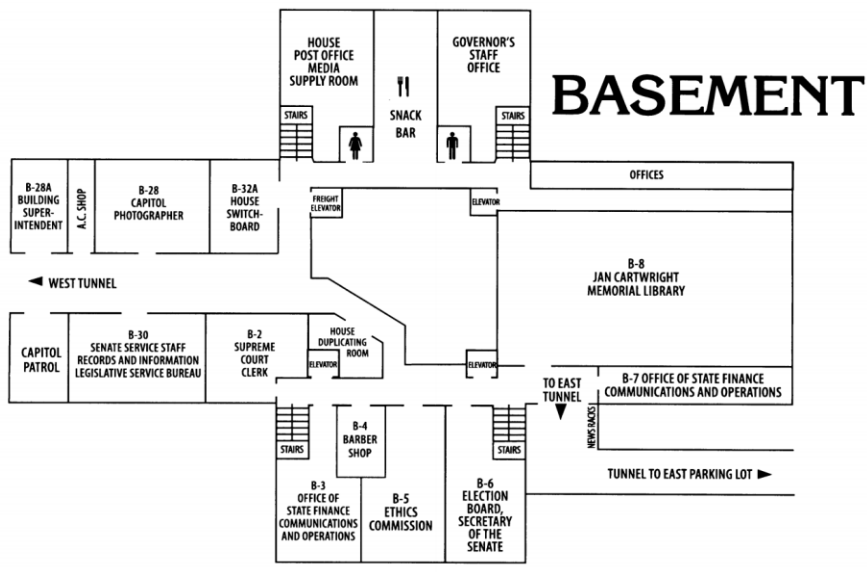 BASEMENT
HOUSE
POST OFFICE
MEDIA
SUPPLY ROOM
SNACK
BAR
GOVERNOR'S
STAFF
OFFICE
STAIRS
STAIRS
B-28A
BUILDING
SUPER-
INTENDENT
A.C. SHOP
B-28
CAPITOL
PHOTOGRAPHER
B-32A
HOUSE
SWITCH-
BOARD
FREIGHT
ELEVATOR
ELEVATOR
OFFICES
B-8
JAN CARTWRIGHT
MEMORIAL LIBRARY
◄ WEST TUNNEL
CAPITOL
PATROL
B-30
SENATE SERVICE STAFF
RECORDS AND INFORMATION
LEGISLATIVE SERVICE BUREAU
B-2
SUPREME
COURT
CLERK
HOUSE
DUPLICATING
ROOM
ELEVATOR
ELEVATOR
TO EAST
TUNNEL
B-7 OFFICE OF STATE FINANCE
COMMUNICATIONS AND OPERATIONS
NEWS RACKS
STAIRS
B-4
BARBER
SHOP
STAIRS
B-3
OFFICE OF
STATE FINANCE
COMMUNICATIONS
AND OPERATIONS
B-5
ETHICS
COMMISSION
B-6
ELECTION
BOARD,
SECRETARY
OF THE
SENATE
TUNNEL TO EAST PARKING LOT ►